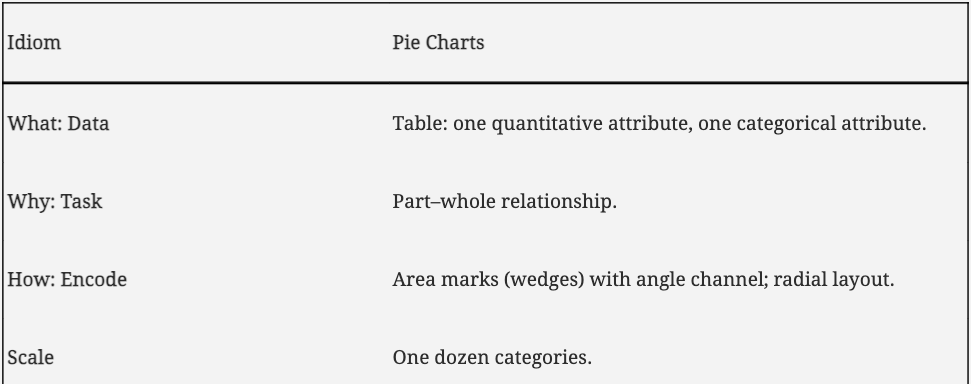 Idiom Pie Charts
What: Data Table: one quantitative attribute, one categorical attribute.
Why: Task Part–whole relationship.
How: Encode Area marks (wedges) with angle channel; radial layout.
Scale One dozen categories.